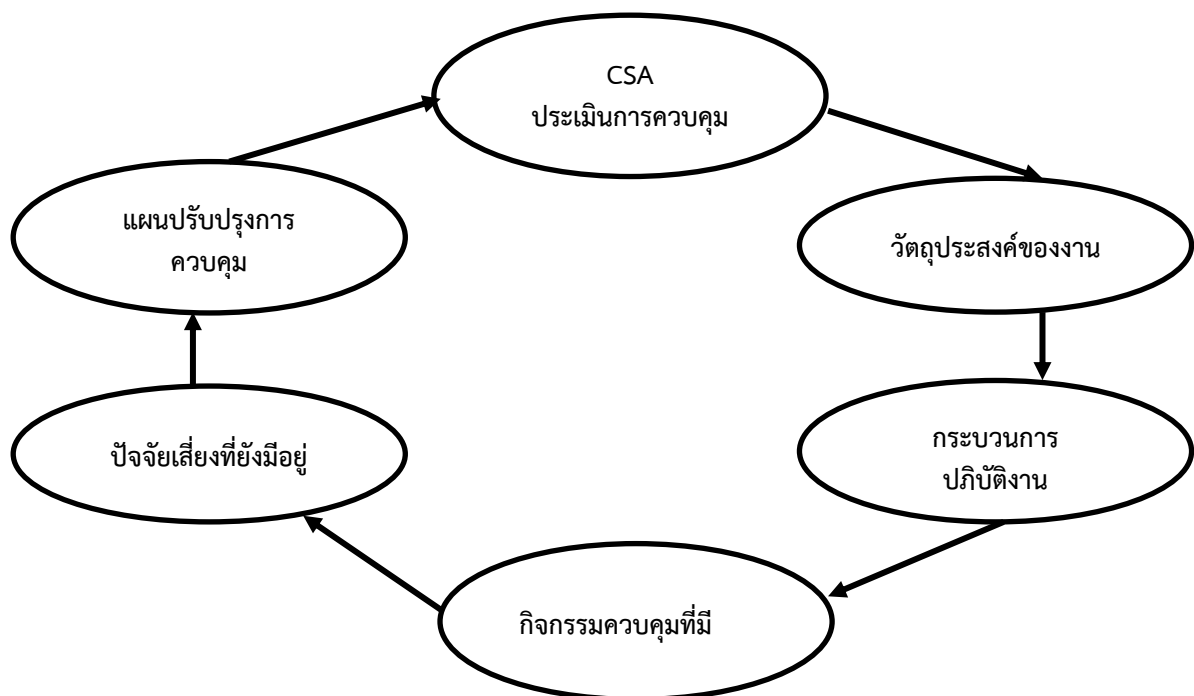 CSA
ประเมินการควบคุม
วัตถุประสงค์ของงาน
กระบวนการ
ปภิบัติงาน
กิจกรรมควบคุมที่มี
ปัจจัยเสี่ยงที่ยังมีอยู่
แผนปรับปรุงการ
ควบคุม